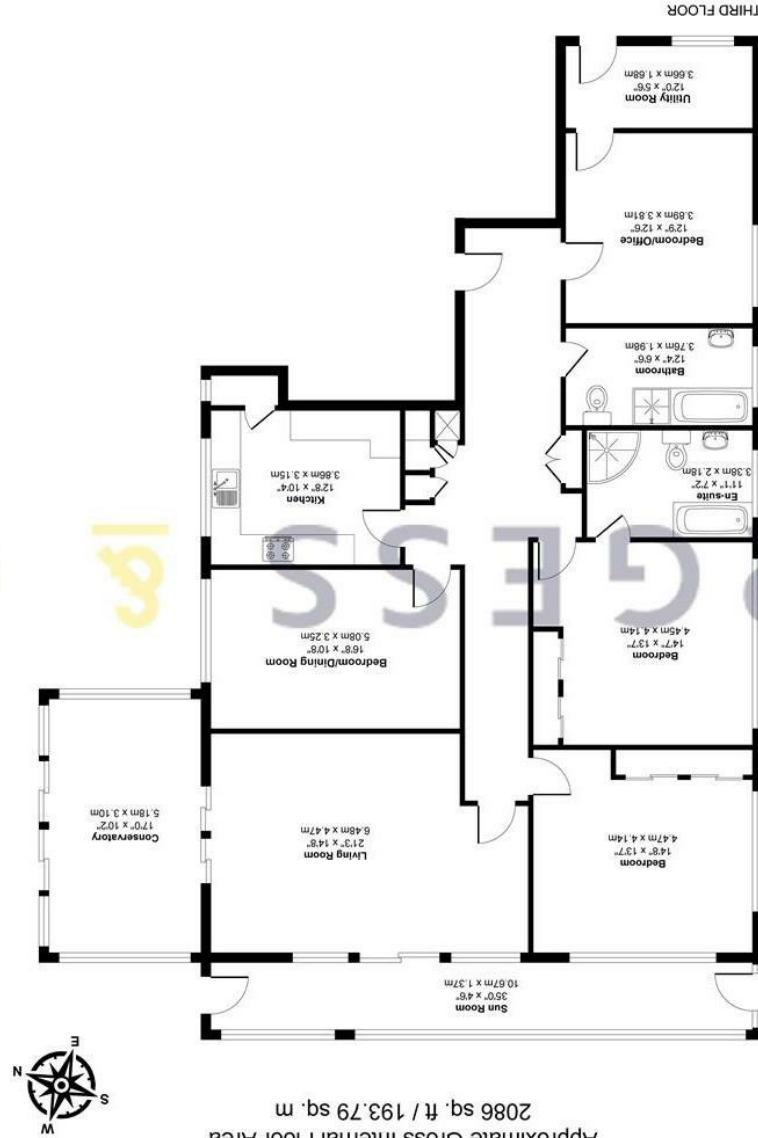 Approximate Gross Internal Floor Area
2086 sq. ft / 193.79 sq. m
W
S
N
E
Sun Room
35'0" x 4'6"
10.67m x 1.37m
Bedroom
14'8" x 13'7"
4.47m x 4.14m
Living Room
21'3" x 14'8"
6.48m x 4.47m
Conservatory
17'0" x 10'2"
5.18m x 3.10m
Bedroom
14'7" x 13'7"
4.45m x 4.14m
Bedroom/Dining Room
16'8" x 10'8"
5.08m x 3.25m
GESS
En-suite
11'1" x 7'2"
3.38m x 2.18m
Kitchen
12'8" x 10'4"
3.86m x 3.15m
Bathroom
12'4" x 6'6"
3.76m x 1.98m
Bedroom/Office
12'9" x 12'6"
3.89m x 3.81m
Utility Room
12'0" x 5'6"
3.66m x 1.68m
THIRD FLOOR